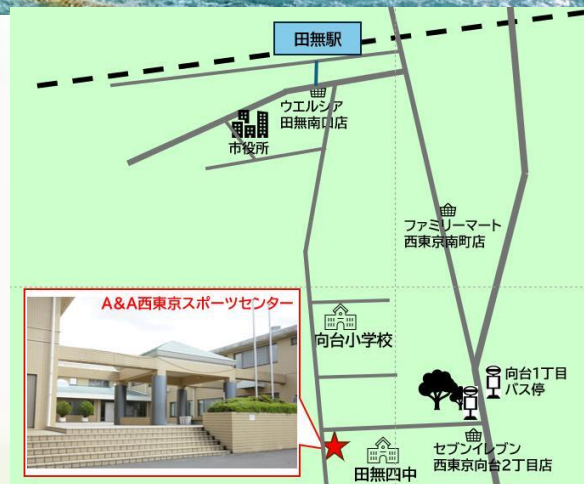 田無駅
ウエルシア
田無南口店
市役所
ファミリーマート
西東京南町店
A&A西東京スポーツセンター
向台小学校
向台1丁目
バス停
セブンイレブン
西東京向台2丁目店
田無四中